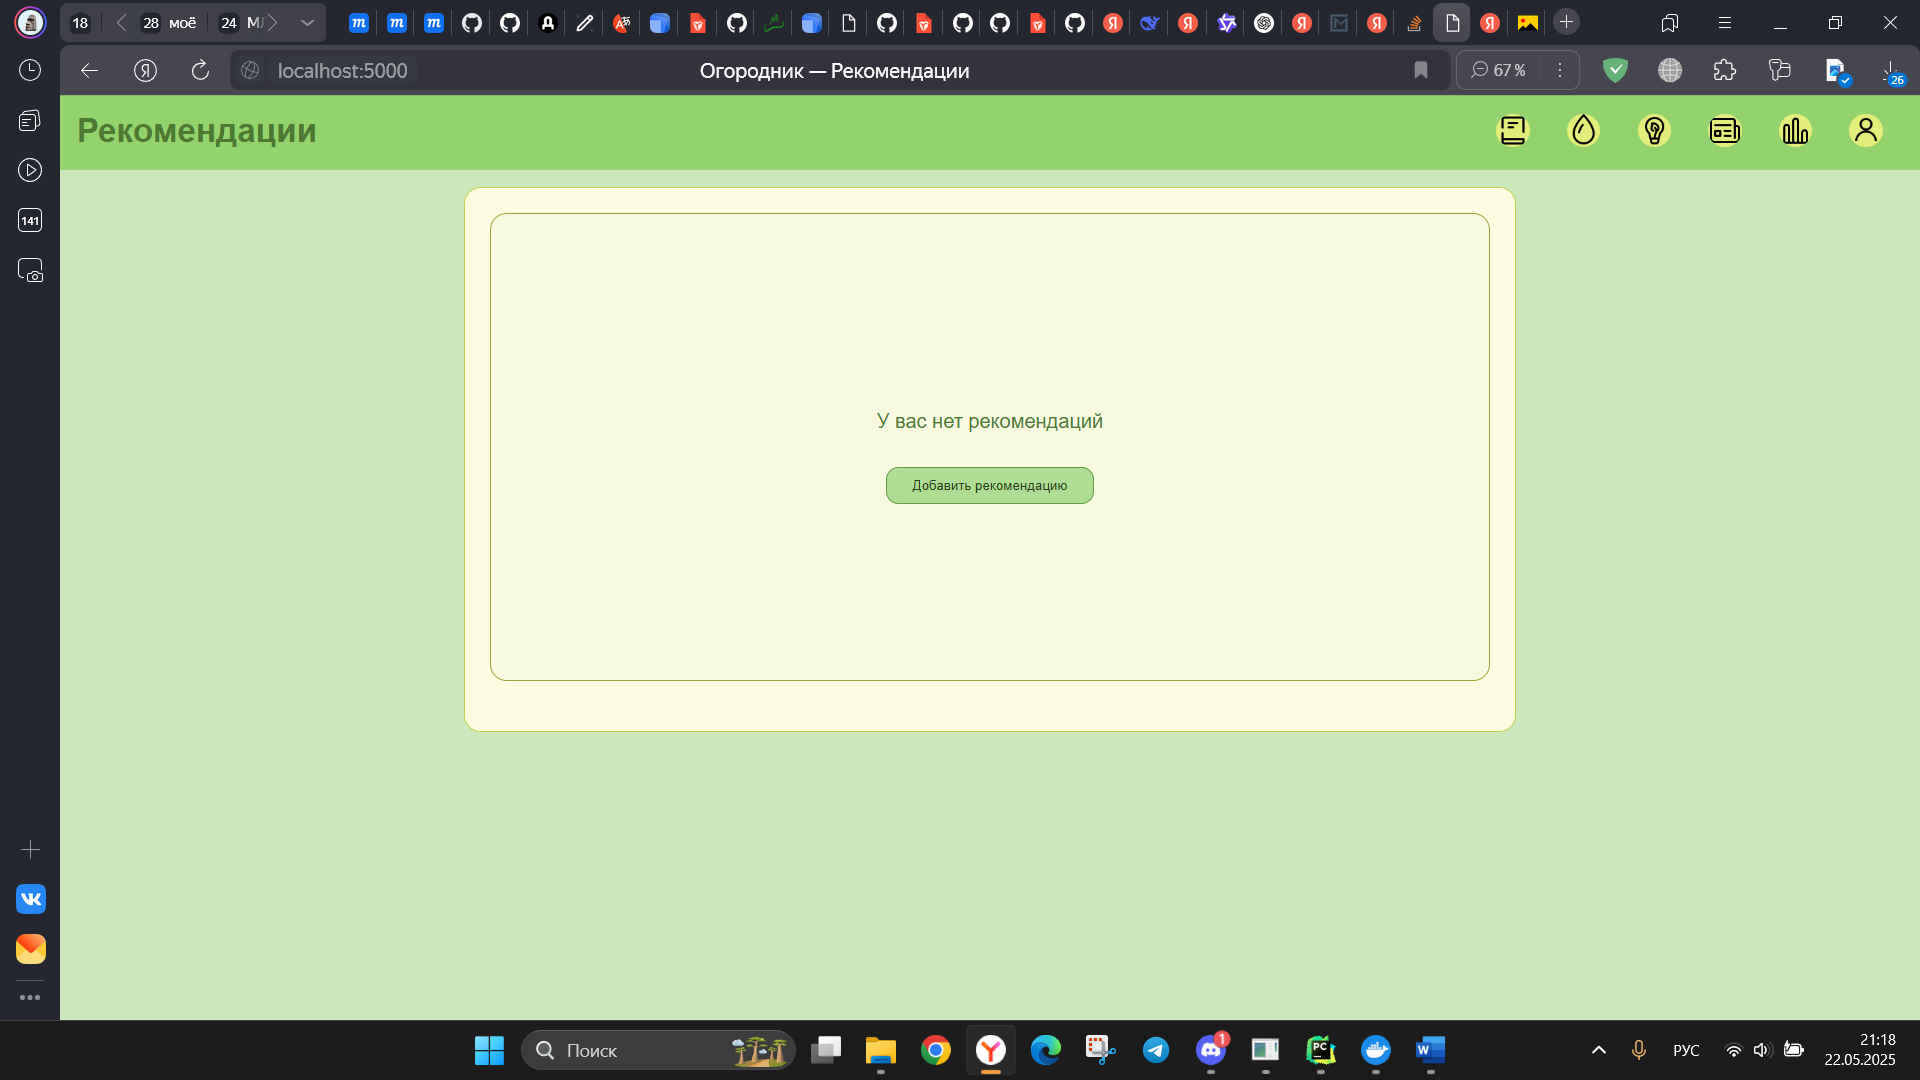 18
28 моё
24 М
localhost:5000
Огородник — Рекомендации
67 %
26
141
Рекомендации
У вас нет рекомендаций
Добавить рекомендацию
Поиск
1
РУС
21:18
22.05.2025